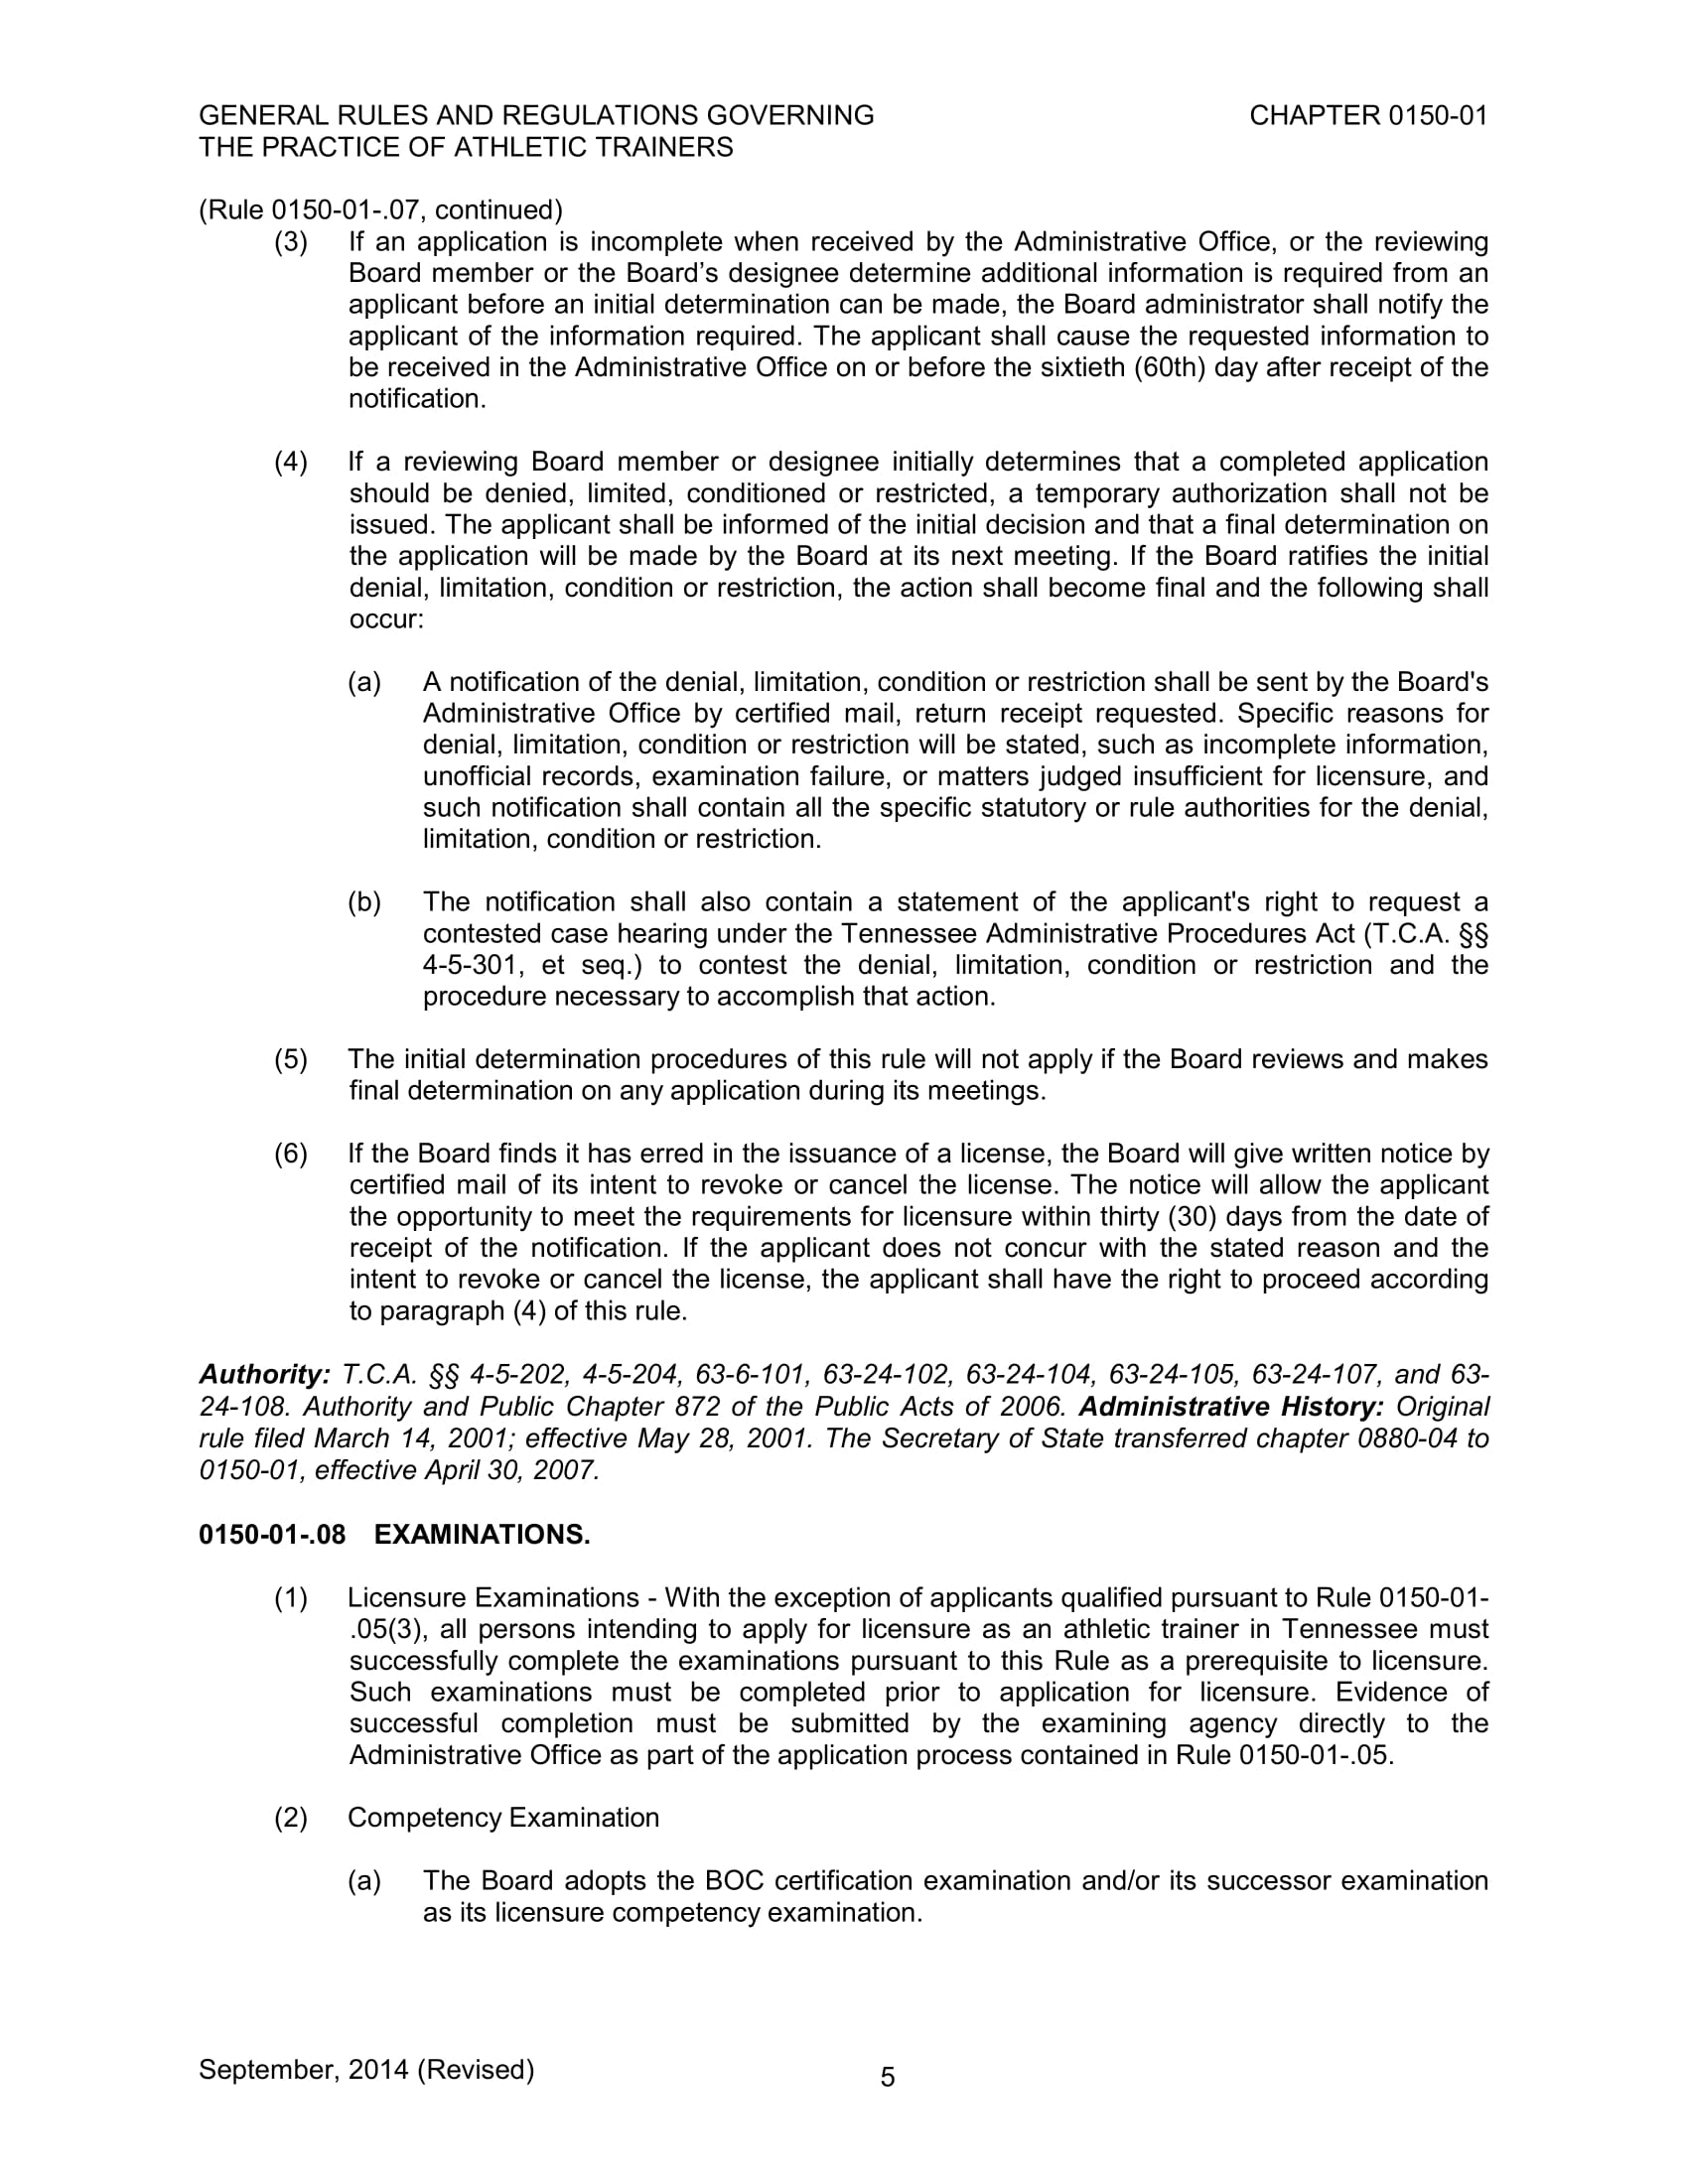 GENERAL RULES AND REGULATIONS GOVERNING CHAPTER 0150-01
THE PRACTICE OF ATHLETIC TRAINERS
(Rule 0150-01-.07, continued)
(3) If an application is incomplete when received by the Administrative Office, or the reviewing
Board member or the Board’s designee determine additional information is required from an
applicant before an initial determination can be made, the Board administrator shall notify the
applicant of the information required. The applicant shall cause the requested information to
be received in the Administrative Office on or before the sixtieth (60th) day after receipt of the
notification.
(4) If a reviewing Board member or designee initially determines that a completed application
should be denied, limited, conditioned or restricted, a temporary authorization shall not be
issued. The applicant shall be informed of the initial decision and that a final determination on
the application will be made by the Board at its next meeting. If the Board ratifies the initial
denial, limitation, condition or restriction, the action shall become final and the following shall
occur:
(a) A notification of the denial, limitation, condition or restriction shall be sent by the Board's
Administrative Office by certified mail, return receipt requested. Specific reasons for
denial, limitation, condition or restriction will be stated, such as incomplete information,
unofficial records, examination failure, or matters judged insufficient for licensure, and
such notification shall contain all the specific statutory or rule authorities for the denial,
limitation, condition or restriction.
(b) The notification shall also contain a statement of the applicant's right to request a
contested case hearing under the Tennessee Administrative Procedures Act (T.C.A. §§
4-5-301, et seq.) to contest the denial, limitation, condition or restriction and the
procedure necessary to accomplish that action.
(5) The initial determination procedures of this rule will not apply if the Board reviews and makes
final determination on any application during its meetings.
(6) If the Board finds it has erred in the issuance of a license, the Board will give written notice by
certified mail of its intent to revoke or cancel the license. The notice will allow the applicant
the opportunity to meet the requirements for licensure within thirty (30) days from the date of
receipt of the notification. If the applicant does not concur with the stated reason and the
intent to revoke or cancel the license, the applicant shall have the right to proceed according
to paragraph (4) of this rule.
Authority: T.C.A. §§ 4-5-202, 4-5-204, 63-6-101, 63-24-102, 63-24-104, 63-24-105, 63-24-107, and 63-
24-108. Authority and Public Chapter 872 of the Public Acts of 2006. Administrative History: Original
rule filed March 14, 2001; effective May 28, 2001. The Secretary of State transferred chapter 0880-04 to
0150-01, effective April 30, 2007.
0150-01-.08 EXAMINATIONS.
(1) Licensure Examinations - With the exception of applicants qualified pursuant to Rule 0150-01-
.05(3), all persons intending to apply for licensure as an athletic trainer in Tennessee must
successfully complete the examinations pursuant to this Rule as a prerequisite to licensure.
Such examinations must be completed prior to application for licensure. Evidence of
successful completion must be submitted by the examining agency directly to the
Administrative Office as part of the application process contained in Rule 0150-01-.05.
(2) Competency Examination
(a) The Board adopts the BOC certification examination and/or its successor examination
as its licensure competency examination.
September, 2014 (Revised) 5